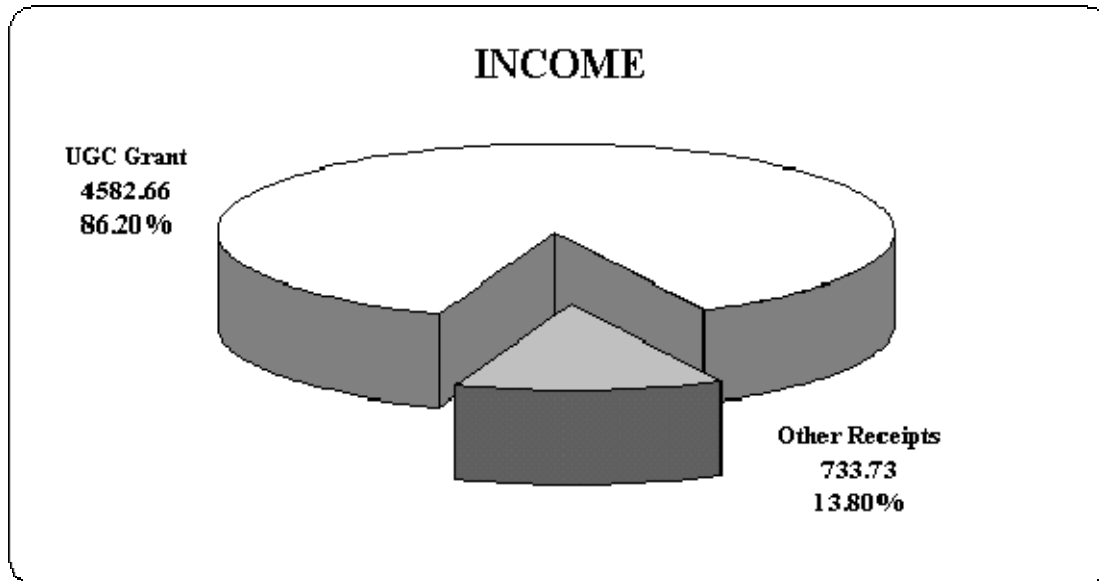 INCOME
UGC Grant
4582.66
86.20%
Other Receipts
733.73
13.80%